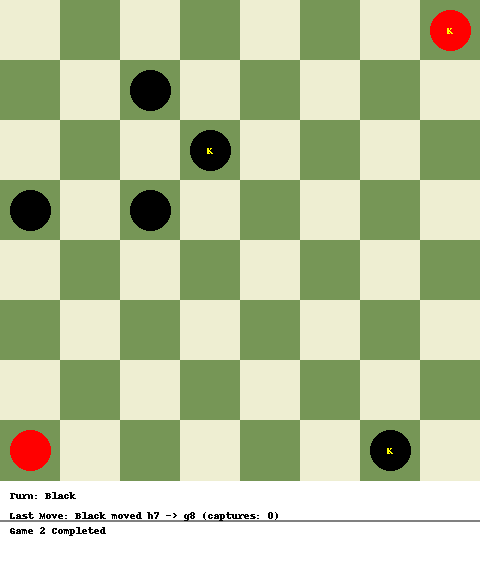 K
K
K
Turn: Black
Last Move: Black moved h7 -> g8 (captures: 0)
Game 2 Completed